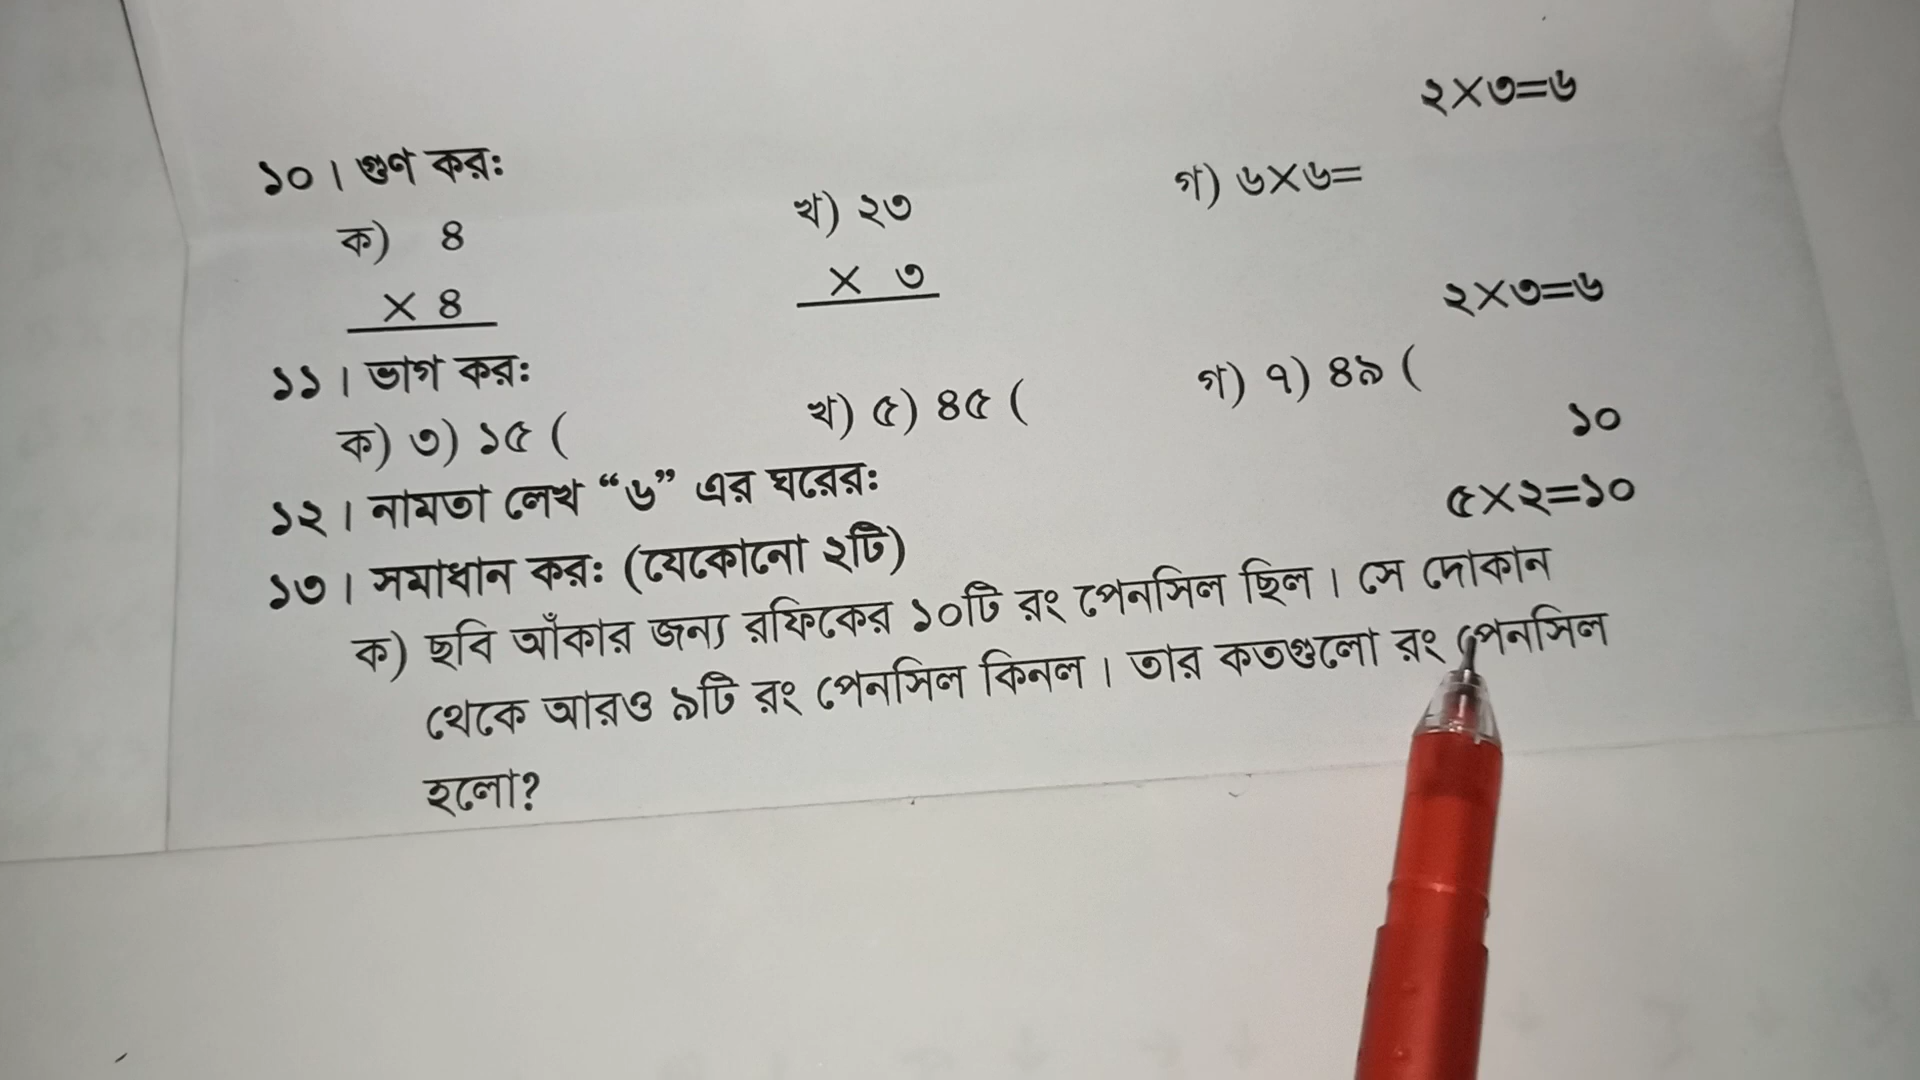 ২×৩=৬
১০। গুণ করঃ
ক) ৪ খ) ২৩ গ) ৬×৬=
× ৪ × ৩
২×৩=৬
১১। ভাগ করঃ
ক) ৩) ১৫ ( খ) ৫) ৪৫ ( গ) ৭) ৪৯ (
১০
১২। নামতা লেখ “৬” এর ঘরেরঃ
৫×২=১০
১৩। সমাধান করঃ (যেকোনো ২টি)
ক) ছবি আঁকার জন্য রফিকের ১০টি রং পেনসিল ছিল। সে দোকান
থেকে আরও ৯টি রং পেনসিল কিনল। তার কতগুলো রং পেনসিল
হলো?